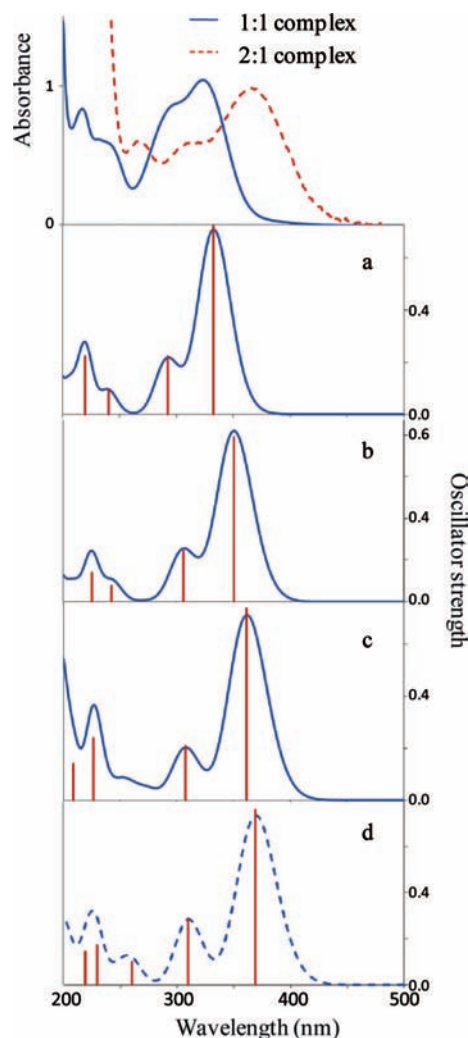 1:1 complex
2:1 complex
Absorbance
1
0
a
0.4
0.0
b
0.6
0.4
0.0
c
0.4
0.0
d
0.4
0.0
Oscillator strength
200 300 400 500
Wavelength (nm)